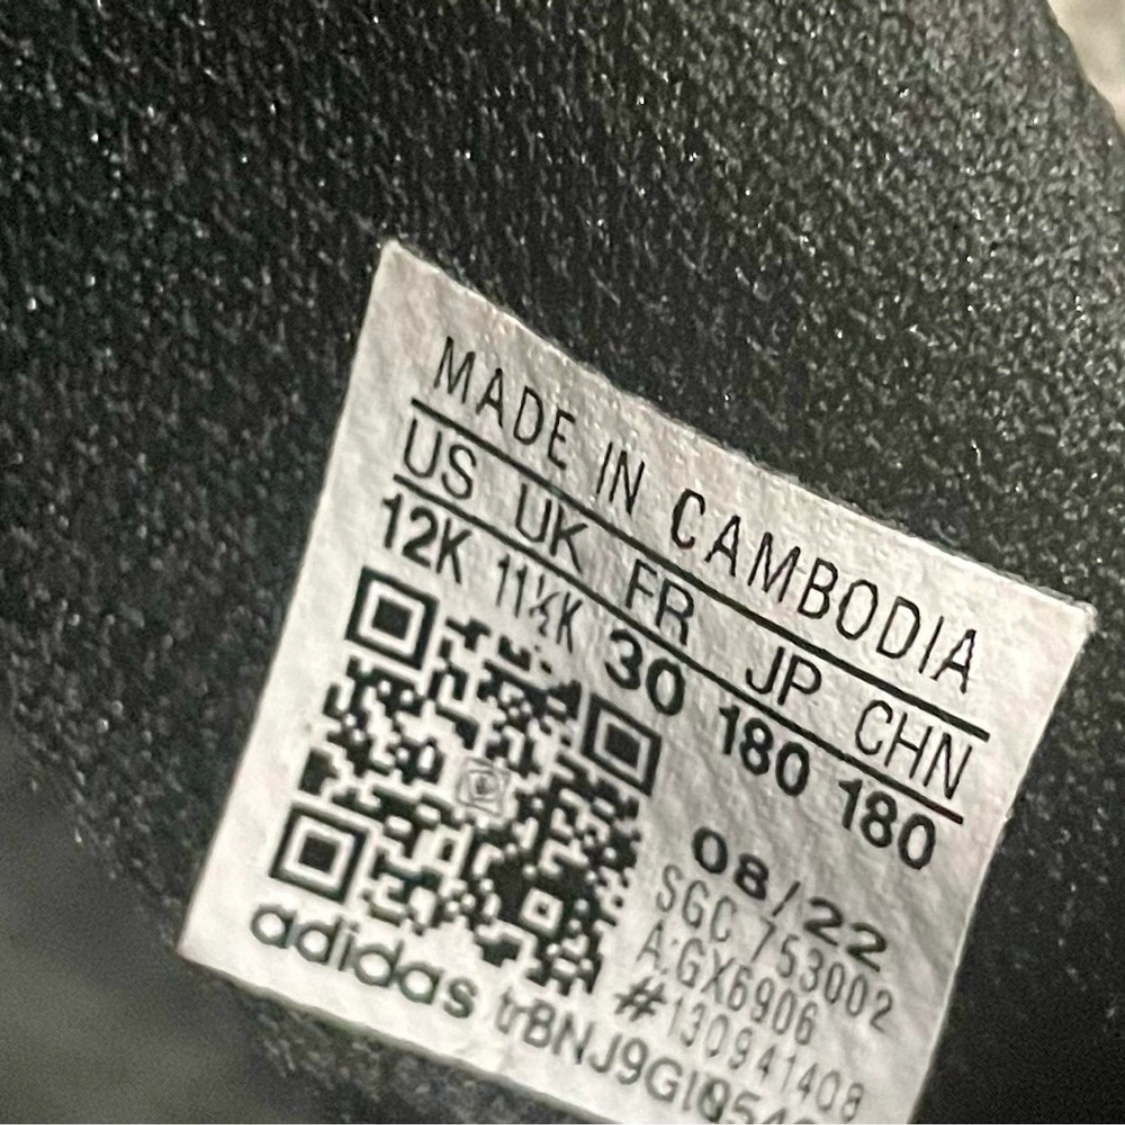 MADE IN CAMBODIA
US UK FR JP CHN
12K 11½K 30 180 180
08/22
SGC 753002
A:GX6906
#130941408
adidas